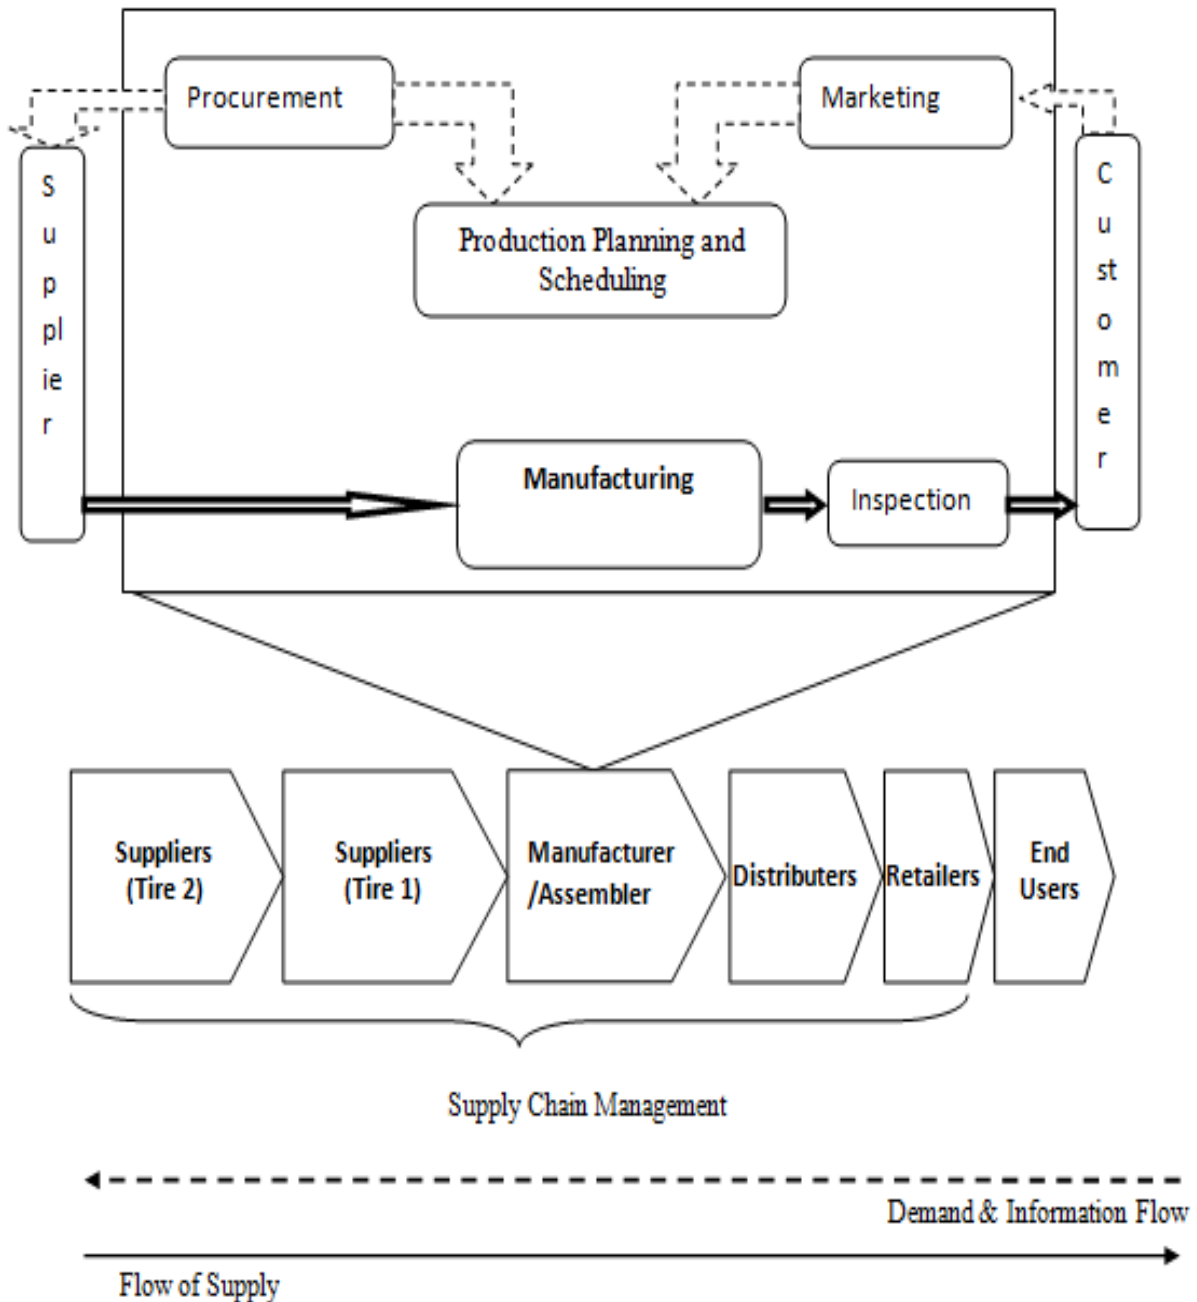 Procurement
Marketing
S
u
p
pl
ie
r
C
u
st
o
m
e
r
Production Planning and
Scheduling
Manufacturing
Inspection
Suppliers
(Tire 2)
Suppliers
(Tire 1)
Manufacturer
/Assembler
Distributers
Retailers
End
Users
Supply Chain Management
Demand & Information Flow
Flow of Supply